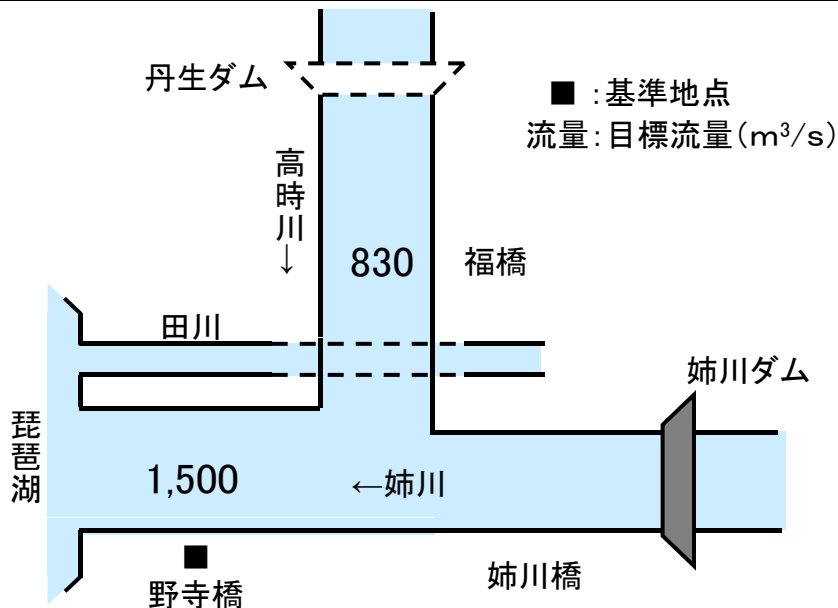 丹生ダム
■ :基準地点
流量:目標流量(m³/s)
高時川
↓
830
福橋
田川
姉川ダム
琵琶湖
1,500
←姉川
■
野寺橋
姉川橋